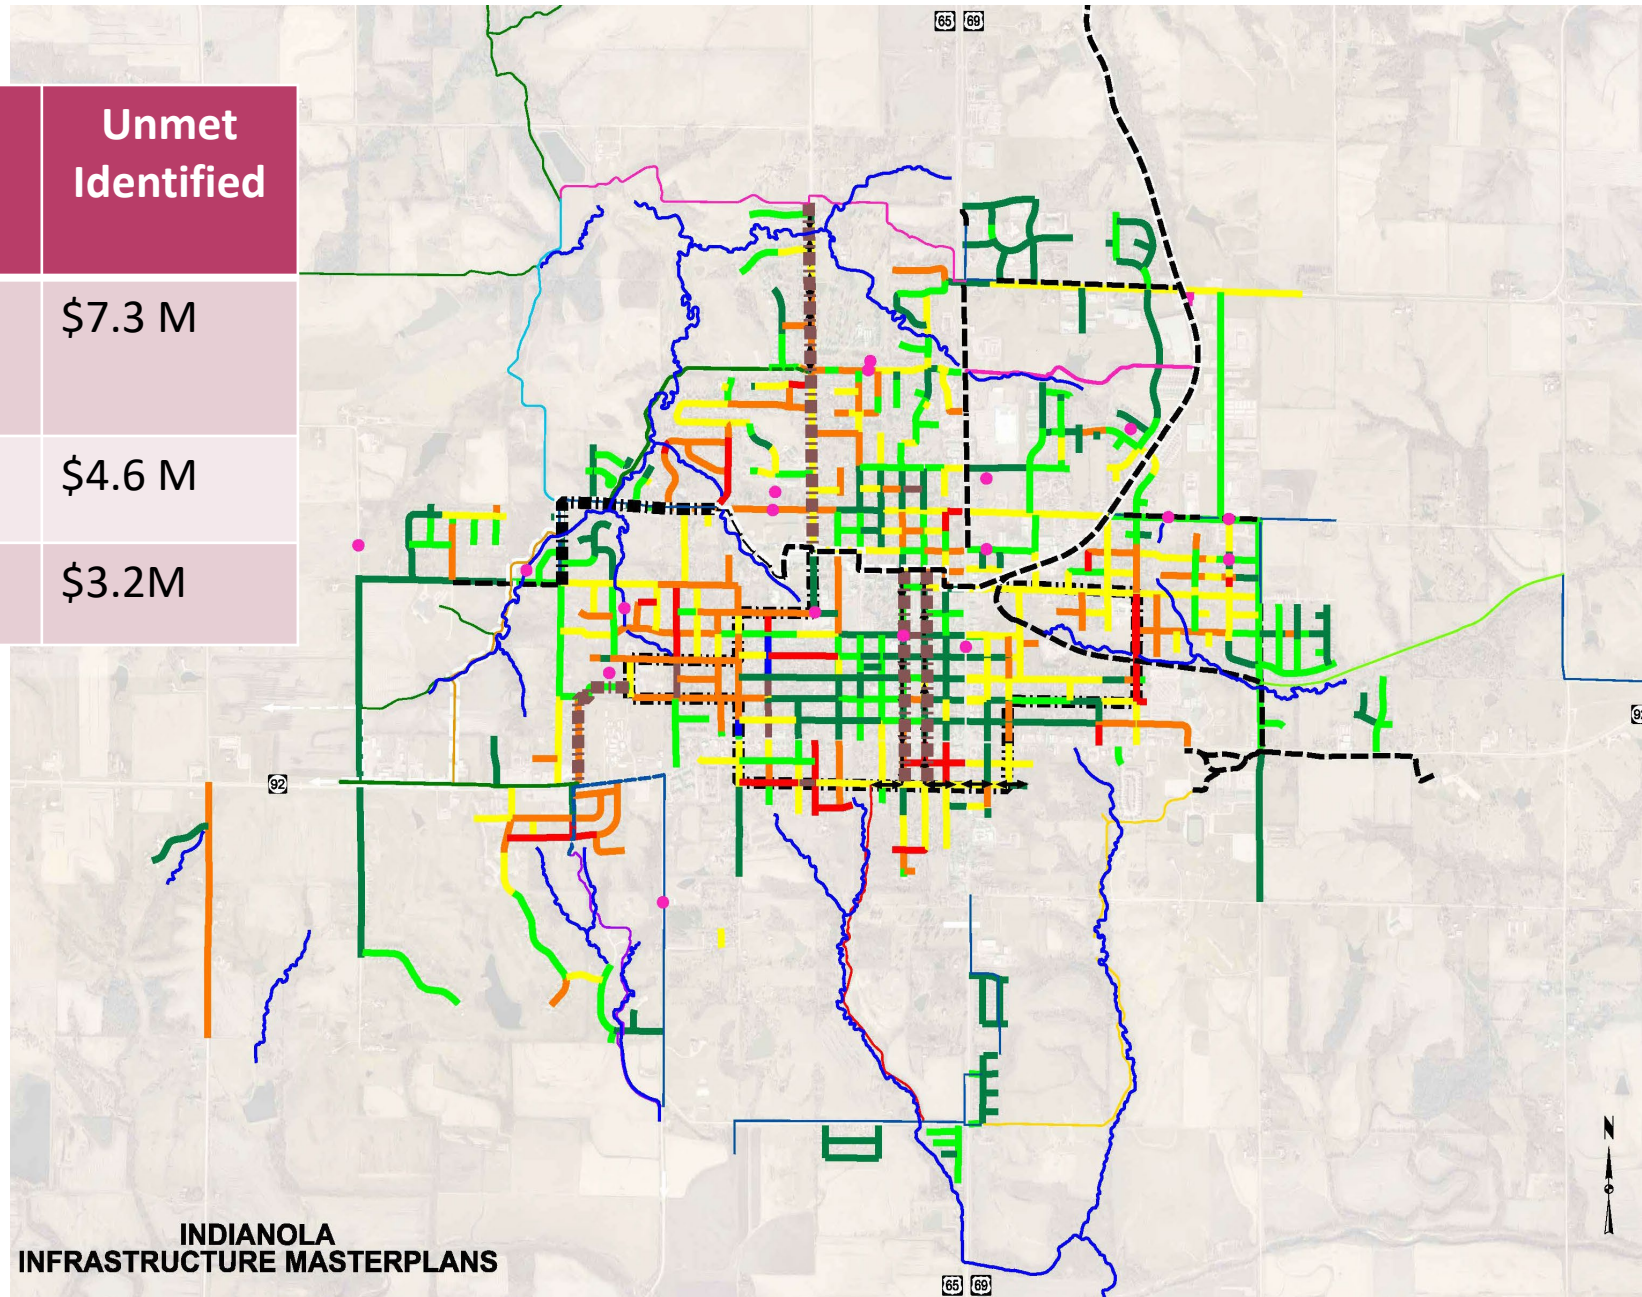 65 69
Unmet
Identified
$7.3 M
$4.6 M
$3.2M
92
INDIANOLA
INFRASTRUCTURE MASTERPLANS
N
65 69